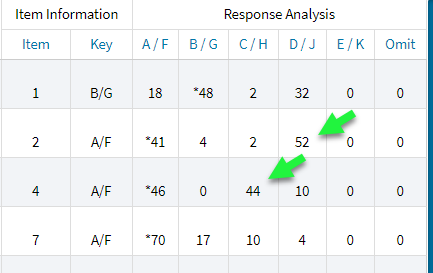 Item Information Response Analysis
Item Key A / F B / G C / H D / J E / K Omit
1 B/G 18 *48 2 32 0 0
2 A/F *41 4 2 52 0 0
4 A/F *46 0 44 10 0 0
7 A/F *70 17 10 4 0 0